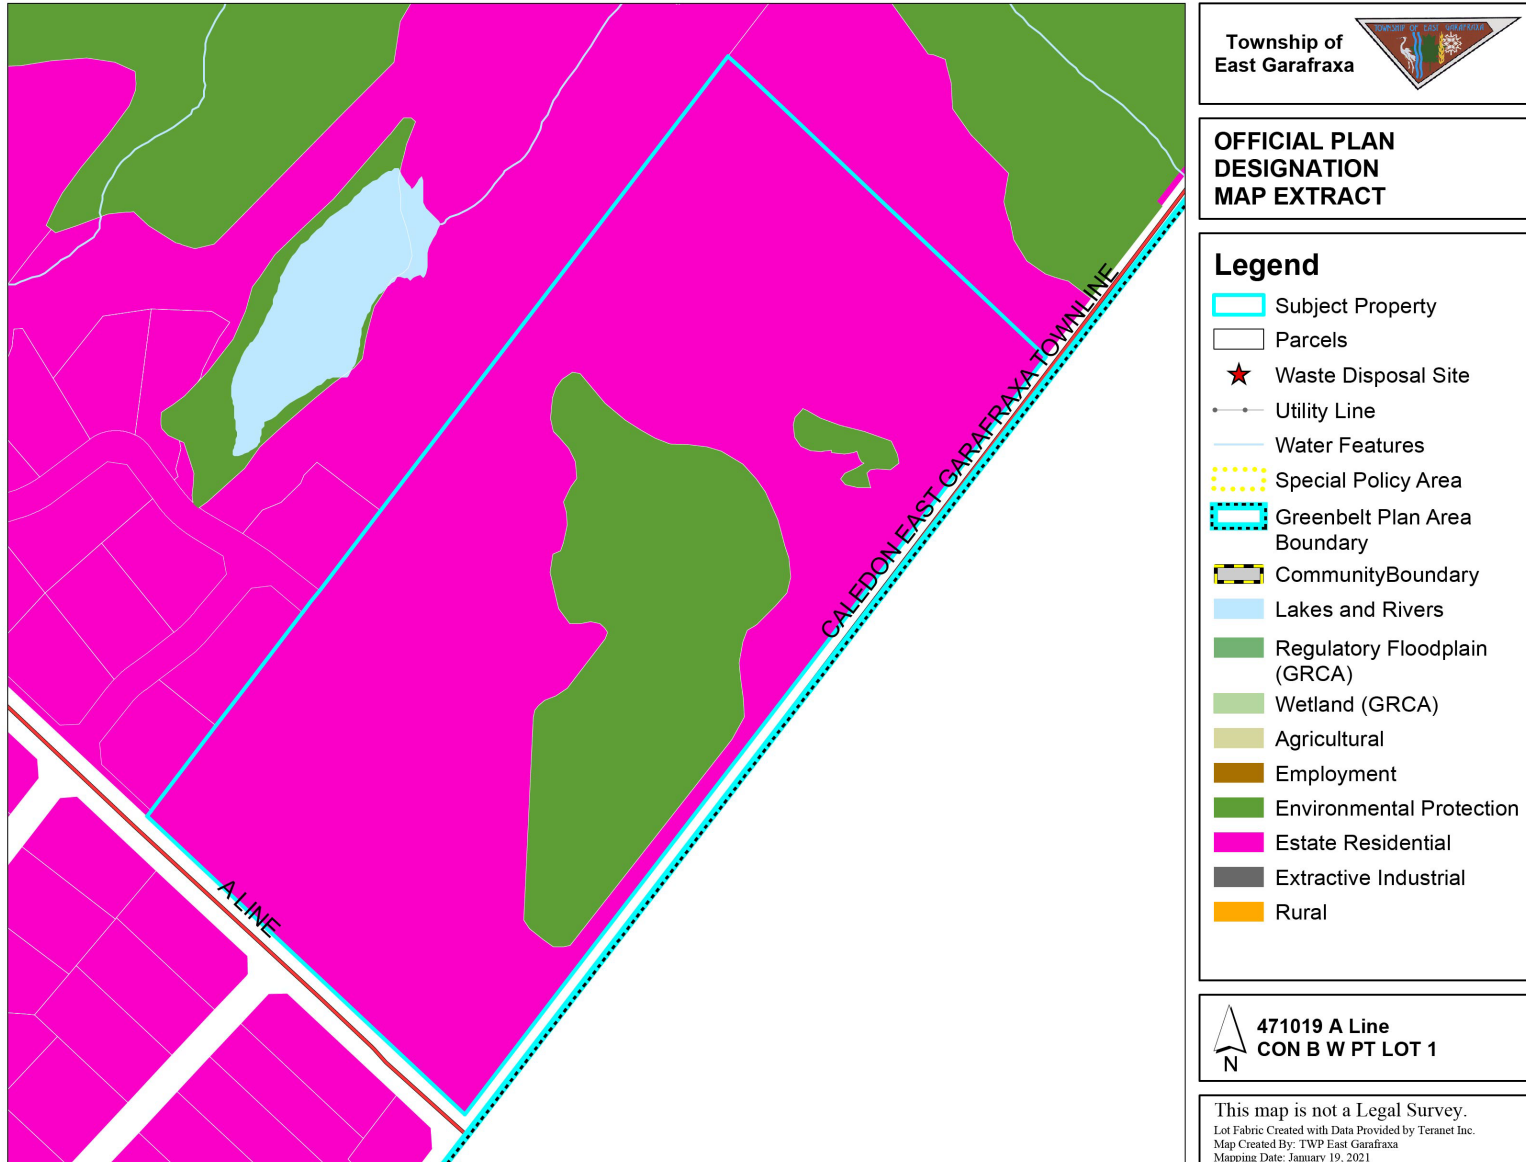 Township of
East Garafraxa
TOWNSHIP OF EAST GARAFRAXA
OFFICIAL PLAN
DESIGNATION
MAP EXTRACT
Legend
Subject Property
Parcels
Waste Disposal Site
Utility Line
Water Features
Special Policy Area
Greenbelt Plan Area
Boundary
CommunityBoundary
Lakes and Rivers
Regulatory Floodplain
(GRCA)
Wetland (GRCA)
Agricultural
Employment
Environmental Protection
Estate Residential
Extractive Industrial
Rural
N
471019 A Line
CON B W PT LOT 1
This map is not a Legal Survey.
Lot Fabric Created with Data Provided by Teranet Inc.
Map Created By: TWP East Garafraxa
Mapping Date: January 19, 2021
CALEDON EAST GARAFRAXA TOWNLINE
A LINE